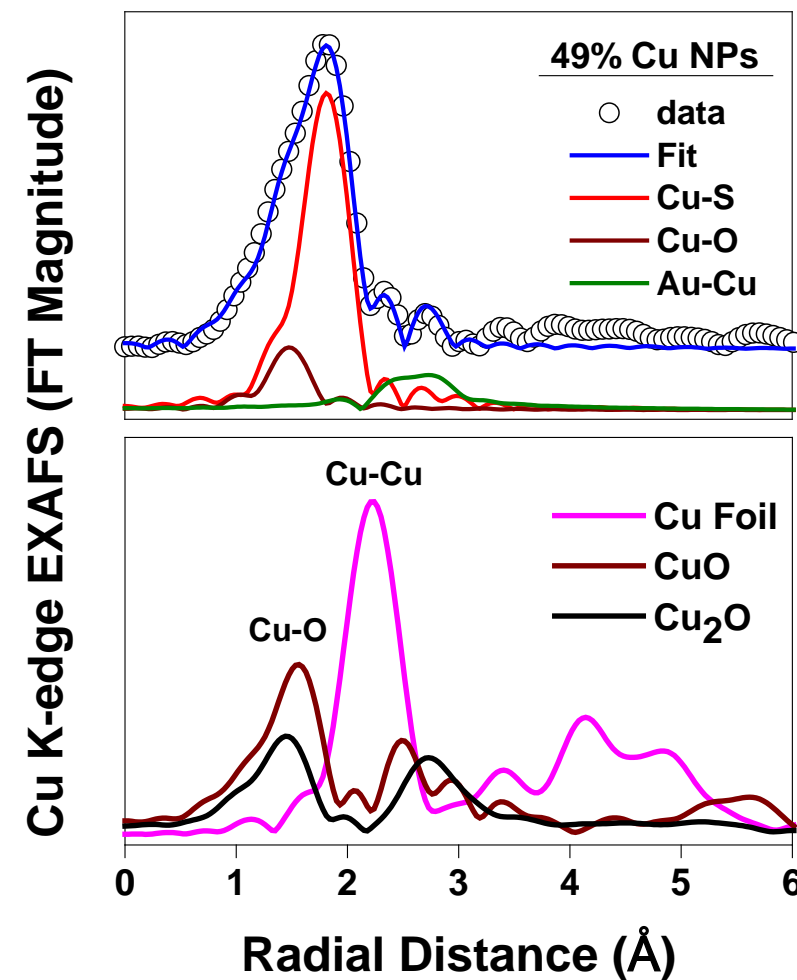 Cu K-edge EXAFS (FT Magnitude)
49% Cu NPs
data
Fit
Cu-S
Cu-O
Au-Cu
Cu-Cu
Cu-O
Cu Foil
CuO
Cu₂O
0 1 2 3 4 5 6
Radial Distance (Å)